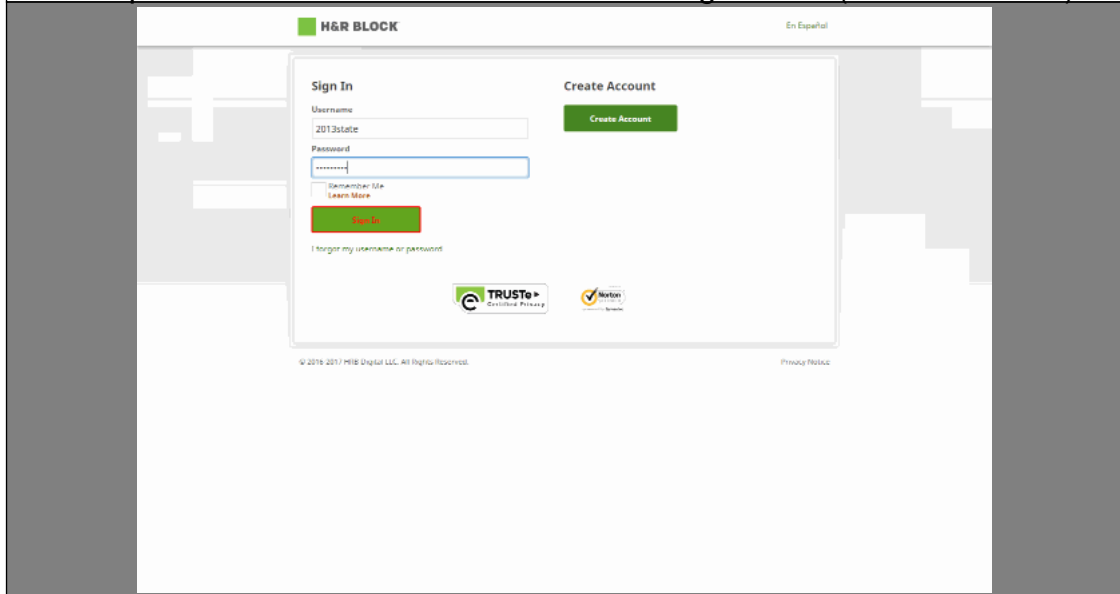 H&R BLOCK
En Español
Sign In
Create Account
Username
Create Account
2013state
Password
---------
Remember Me
Learn More
Sign In
I forgot my username or password.
TRUSTe
Certified Privacy
Norton
© 2016-2017 HRB Digital LLC. All Rights Reserved.
Privacy Notice